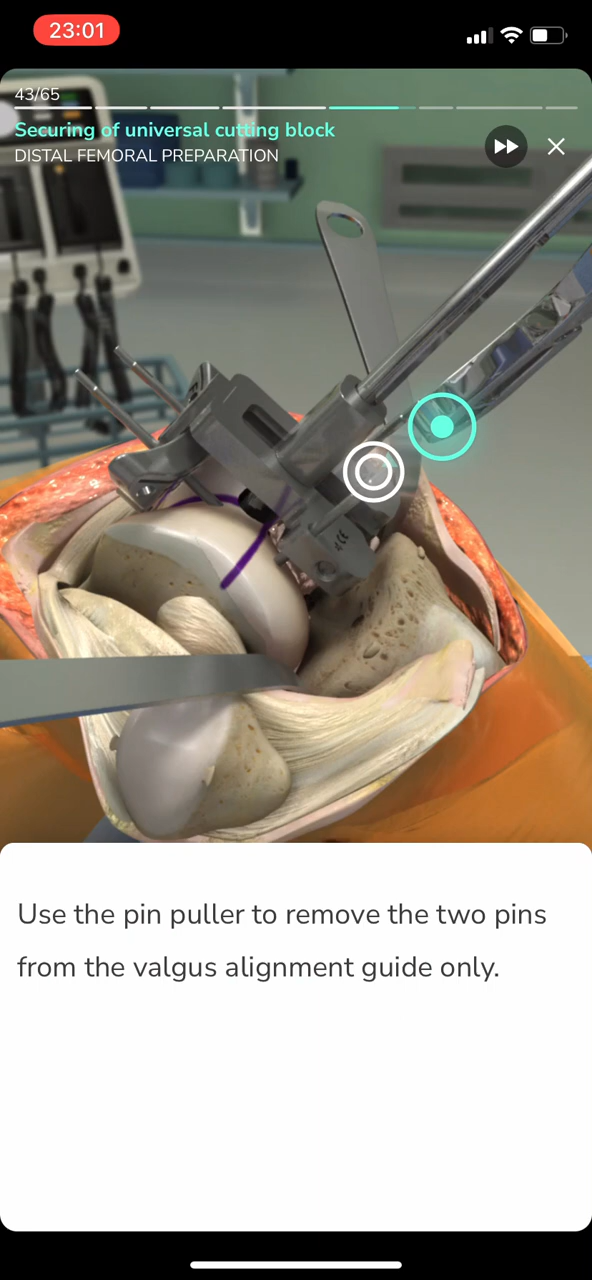 23:01
43/65
Securing of universal cutting block
DISTAL FEMORAL PREPARATION
Use the pin puller to remove the two pins
from the valgus alignment guide only.